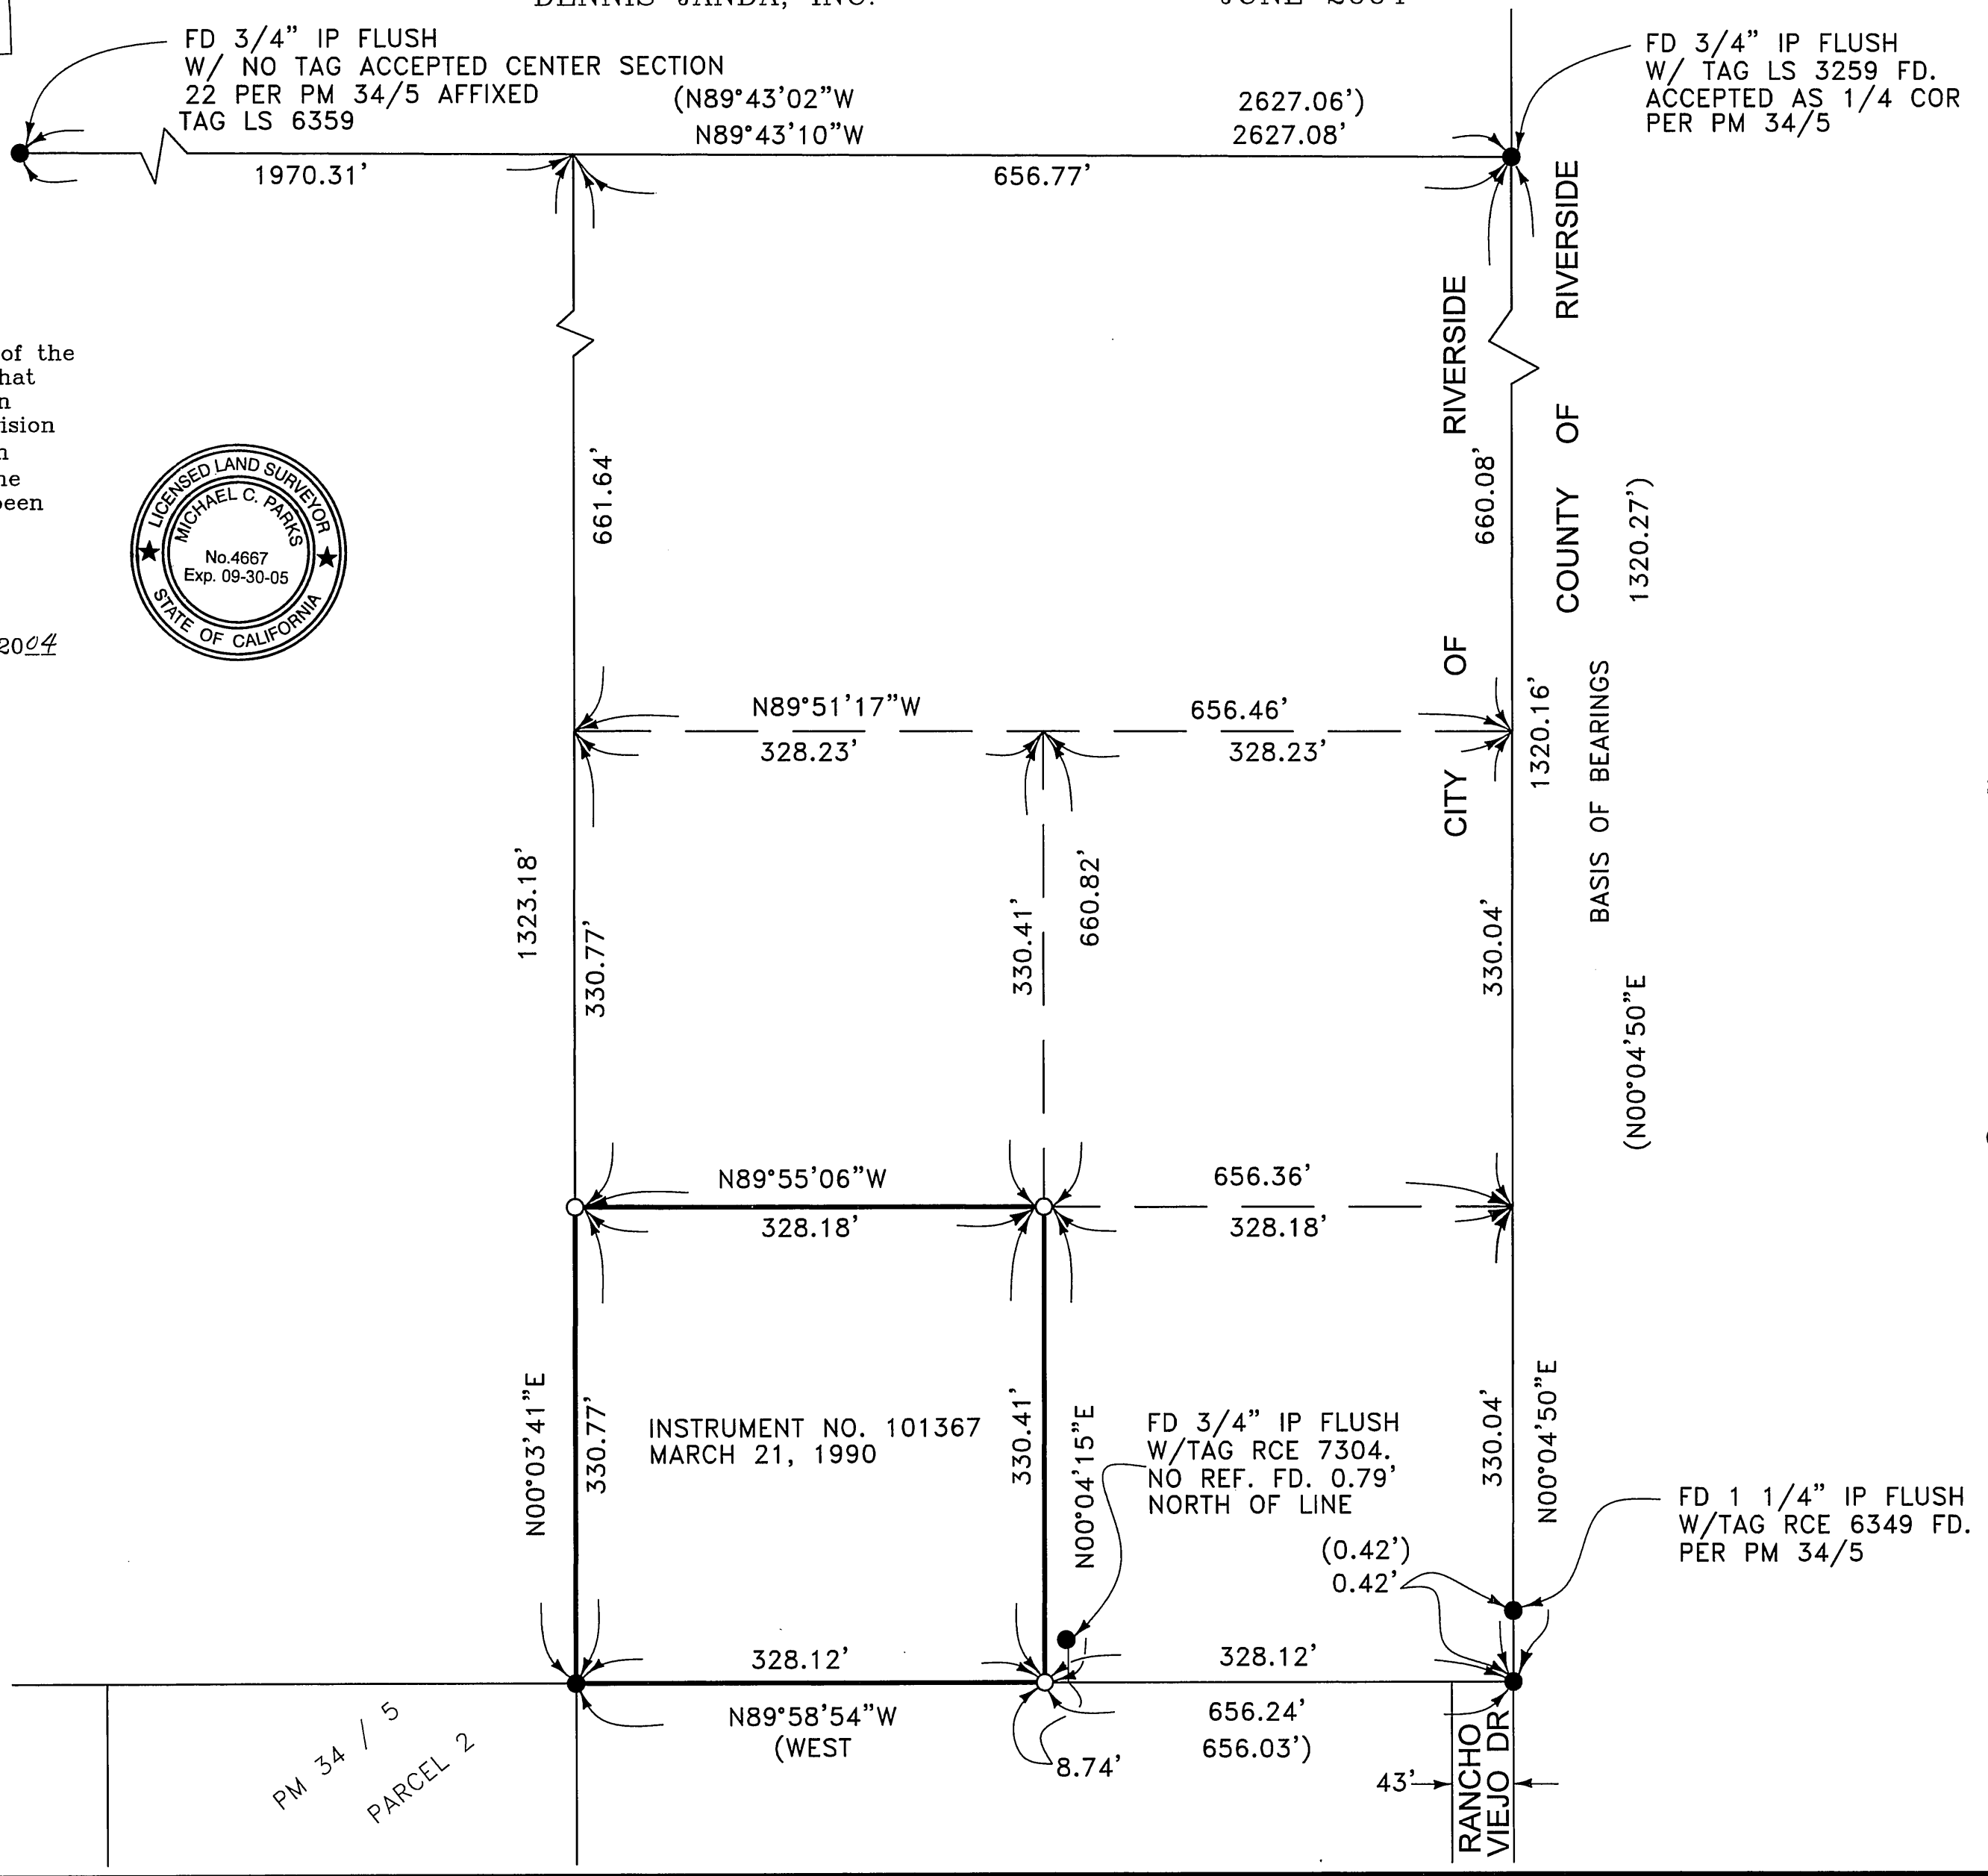 DENNIS JANDA, INC. JUNE 2004
FD 3/4" IP FLUSH
W/ NO TAG ACCEPTED CENTER SECTION
22 PER PM 34/5 AFFIXED
TAG LS 6359
(N89°43'02"W 2627.06')
N89°43'10"W 2627.08'
1970.31'
656.77'
FD 3/4" IP FLUSH
W/ TAG LS 3259 FD.
ACCEPTED AS 1/4 COR
PER PM 34/5
of the
ision
2004
LICENSED LAND SURVEYOR
MICHAEL C. PARKS
No.4667
Exp. 09-30-05
STATE OF CALIFORNIA
661.64'
660.08'
CITY OF RIVERSIDE
COUNTY OF RIVERSIDE
1320.16'
BASIS OF BEARINGS
(N00°04'50"E 1320.27')
N89°51'17"W 656.46'
328.23' 328.23'
1323.18'
330.77'
330.41'
660.82'
330.04'
N89°55'06"W 656.36'
328.18' 328.18'
N00°03'41"E
330.77'
INSTRUMENT NO. 101367
MARCH 21, 1990
330.41'
N00°04'15"E
FD 3/4" IP FLUSH
W/TAG RCE 7304.
NO REF. FD. 0.79'
NORTH OF LINE
330.04'
N00°04'50"E
FD 1 1/4" IP FLUSH
W/TAG RCE 6349 FD.
PER PM 34/5
(0.42')
0.42'
328.12' 328.12'
N89°58'54"W 656.24'
(WEST 656.03')
8.74'
43'
RANCHO
VIEJO DR
PM 34 / 5
PARCEL 2